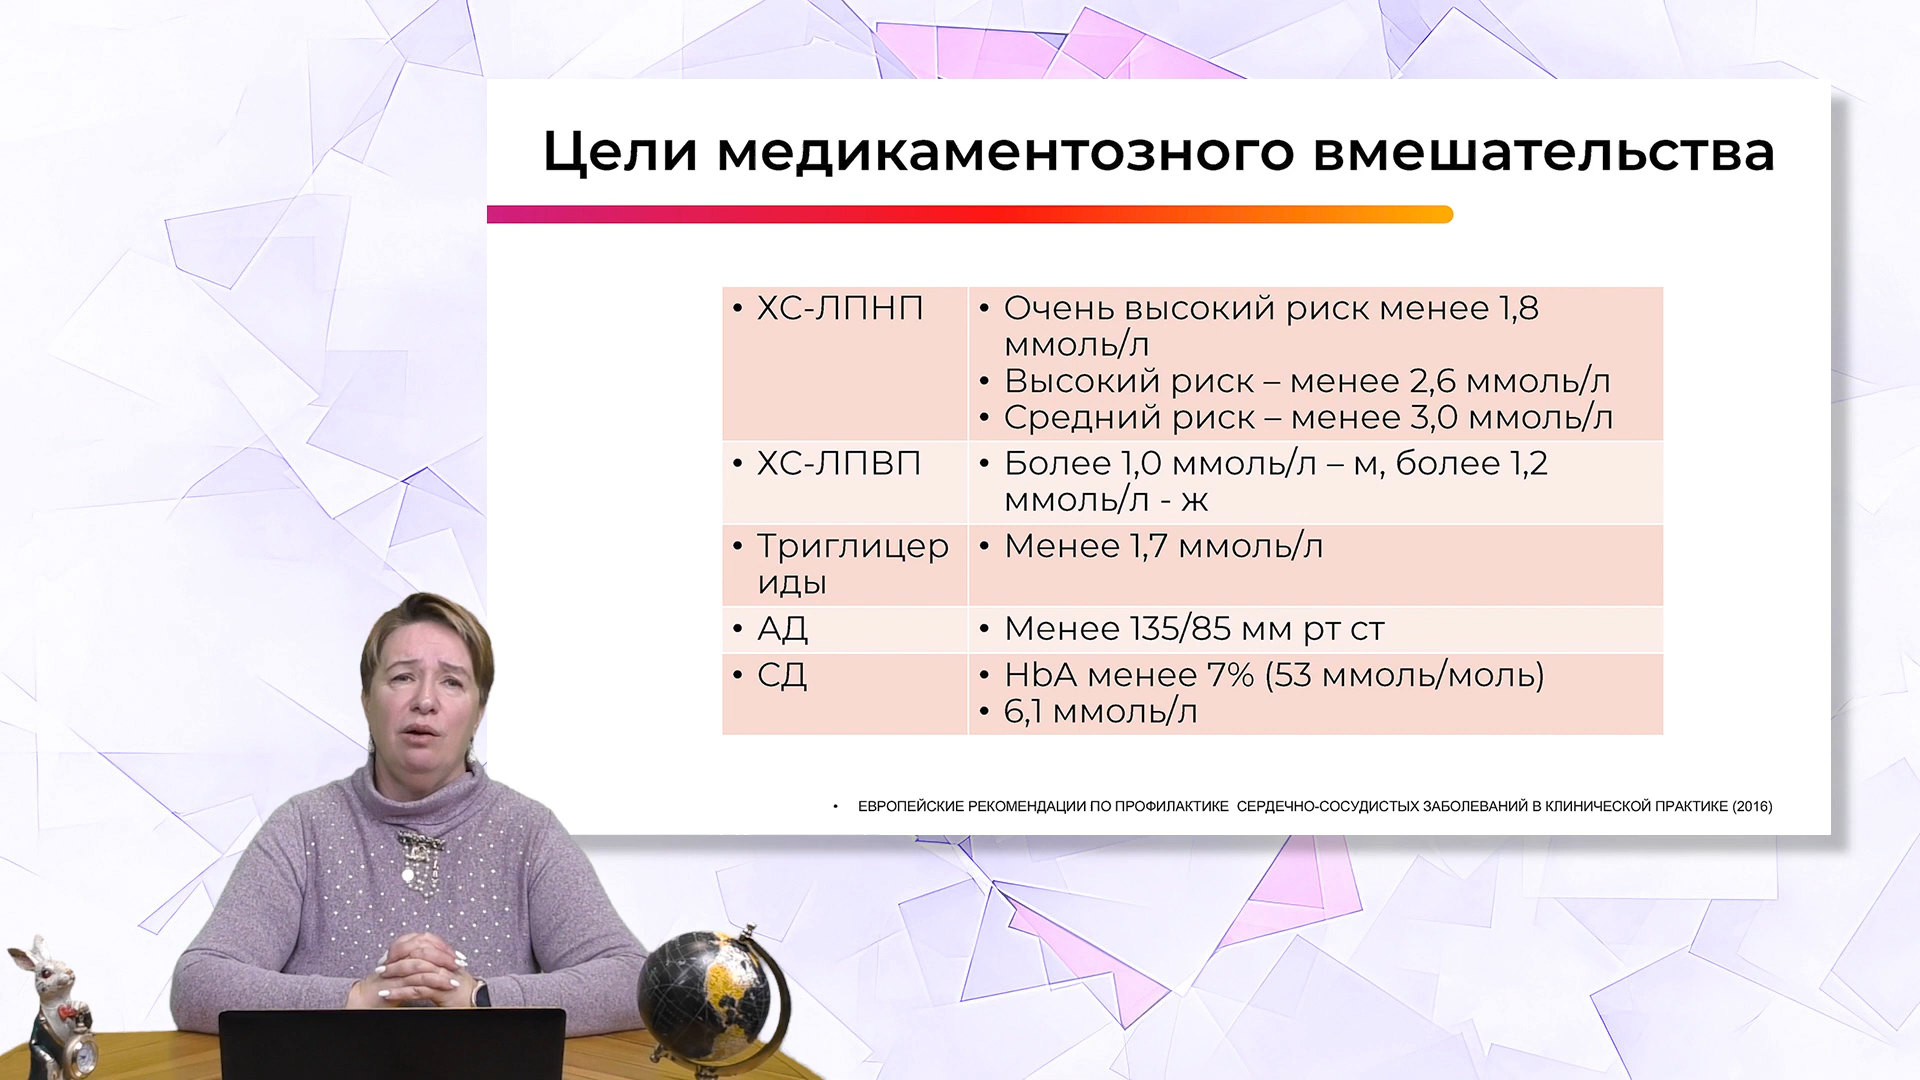 Цели медикаментозного вмешательства
• ХС-ЛПНП
• Очень высокий риск менее 1,8
ммоль/л
• Высокий риск – менее 2,6 ммоль/л
• Средний риск – менее 3,0 ммоль/л
• ХС-ЛПВП
• Более 1,0 ммоль/л – м, более 1,2
ммоль/л - ж
• Триглицер
иды
• Менее 1,7 ммоль/л
• АД
• Менее 135/85 мм рт ст
• СД
• HbA менее 7% (53 ммоль/моль)
• 6,1 ммоль/л
• ЕВРОПЕЙСКИЕ РЕКОМЕНДАЦИИ ПО ПРОФИЛАКТИКЕ СЕРДЕЧНО-СОСУДИСТЫХ ЗАБОЛЕВАНИЙ В КЛИНИЧЕСКОЙ ПРАКТИКЕ (2016)